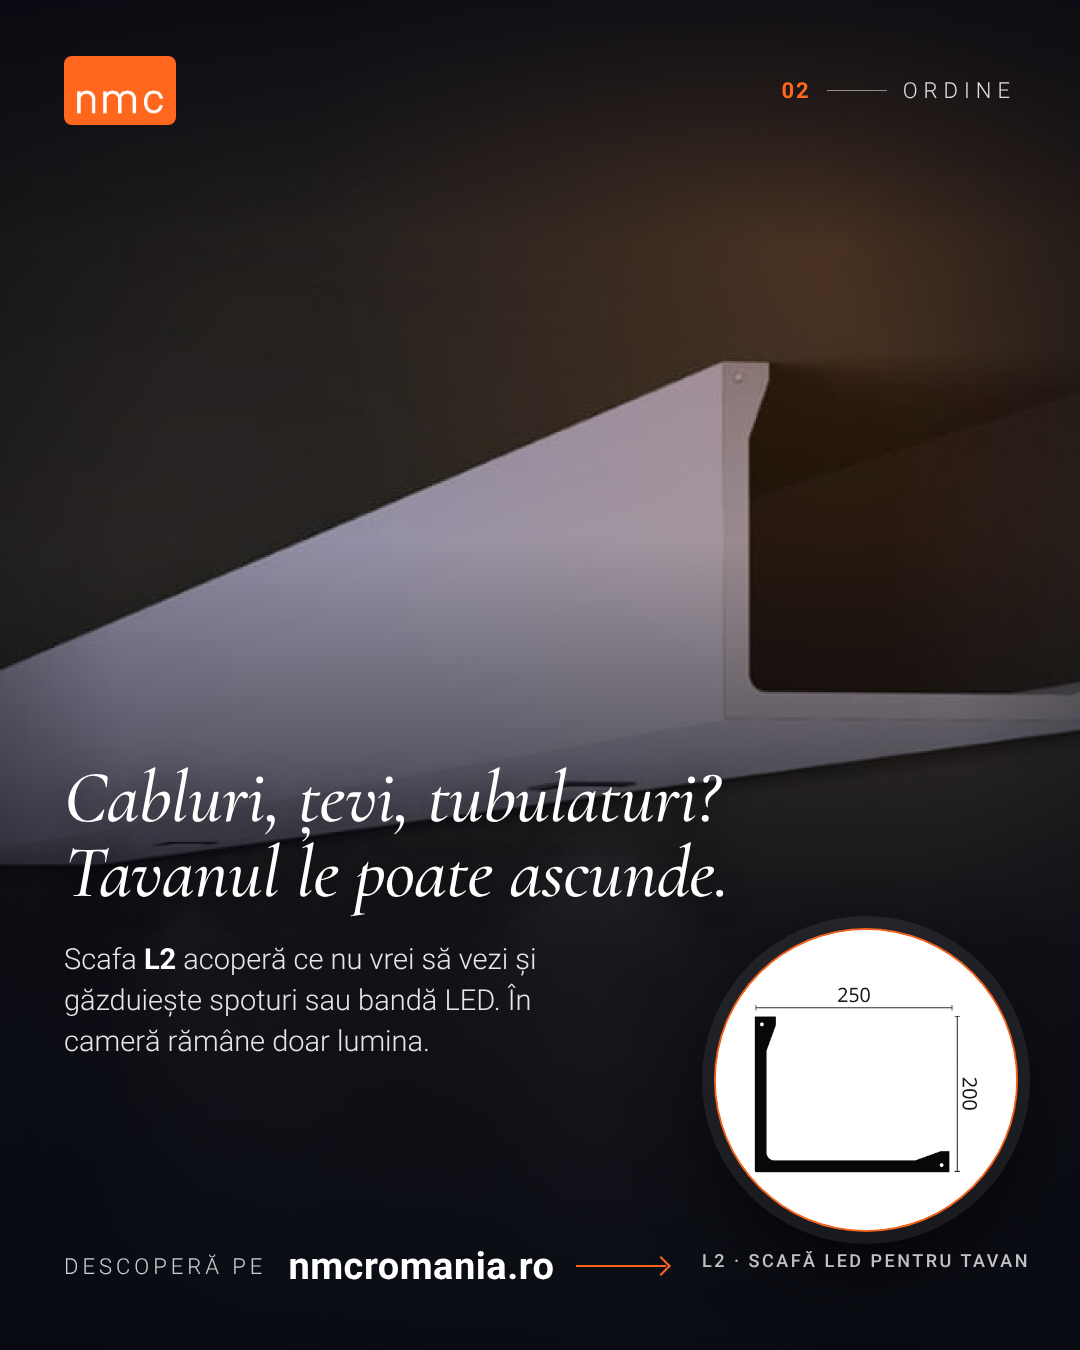 nmc
02 ORDINE
Cabluri, țevi, tubulaturi?
Tavanul le poate ascunde.
Scafa L2 acoperă ce nu vrei să vezi și
găzduiește spoturi sau bandă LED. În
cameră rămâne doar lumina.
250
200
DESCOPERĂ PE nmcromania.ro
L2 · SCAFĂ LED PENTRU TAVAN